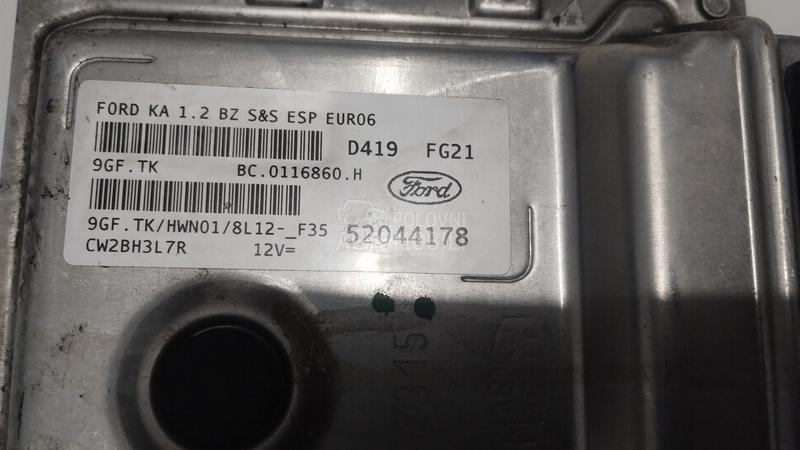 FORD KA 1.2 BZ S&S ESP EUR06
D419 FG21
9GF.TK BC.0116860.H
Ford
9GF.TK/HWN01/8L12-_F35 52044178
CW2BH3L7R 12V=
POLOVNI